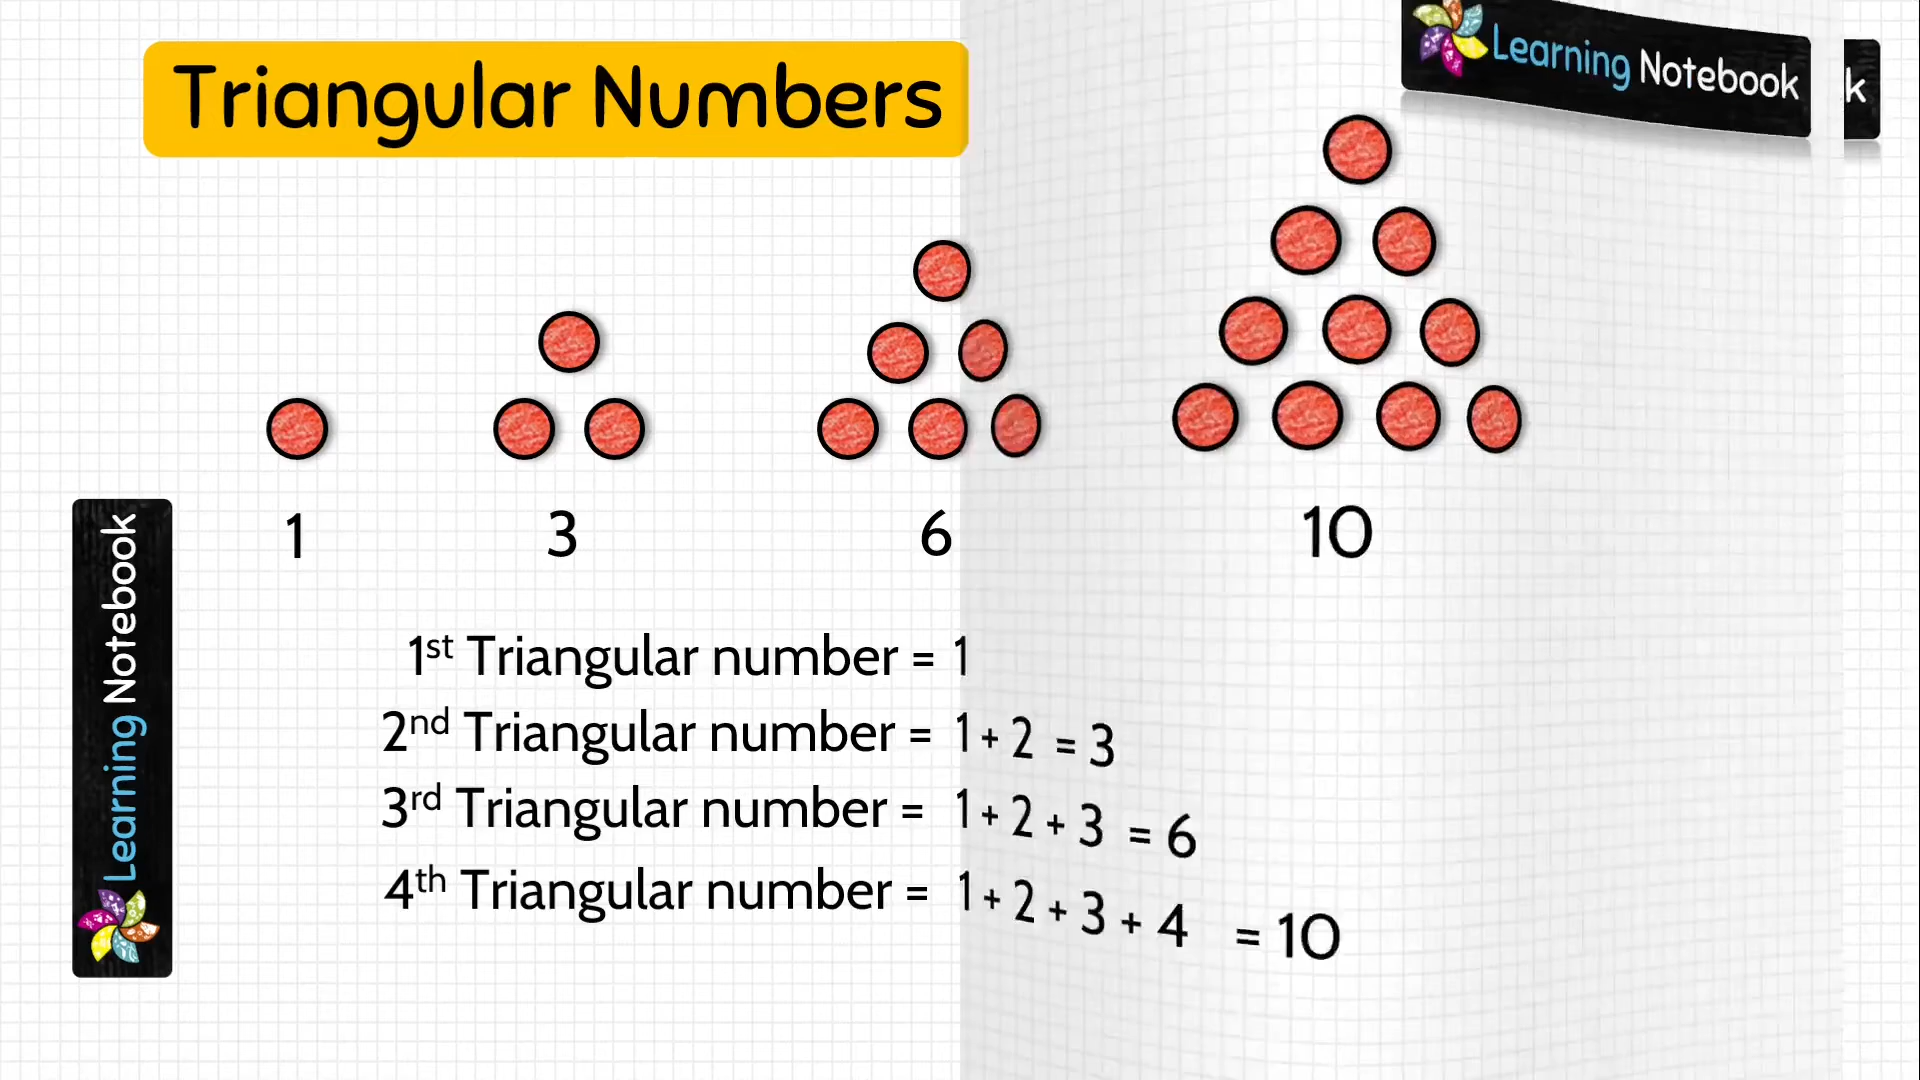 Triangular Numbers
Learning Notebook
k
1
3
6
10
Learning Notebook
1st Triangular number = 1
2nd Triangular number = 1 + 2 = 3
3rd Triangular number = 1 + 2 + 3 = 6
4th Triangular number = 1 + 2 + 3 + 4 = 10